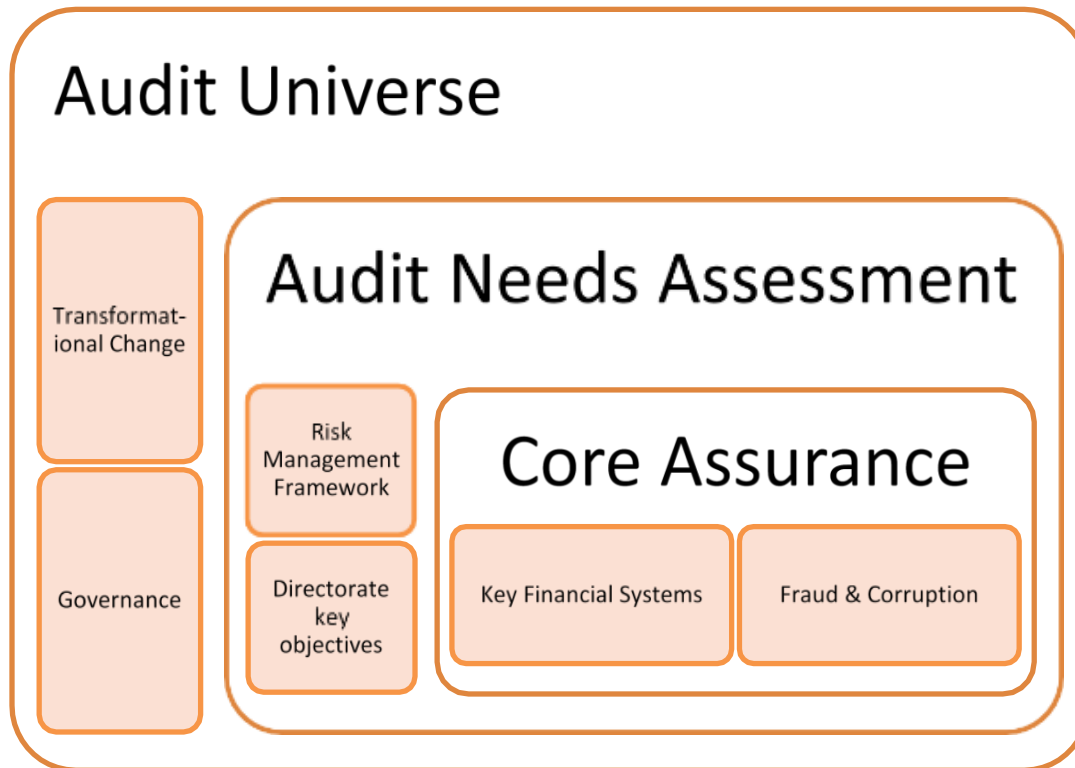 Audit Universe
Transformat-
ional Change
Governance
Audit Needs Assessment
Risk
Management
Framework
Directorate
key
objectives
Core Assurance
Key Financial Systems
Fraud & Corruption